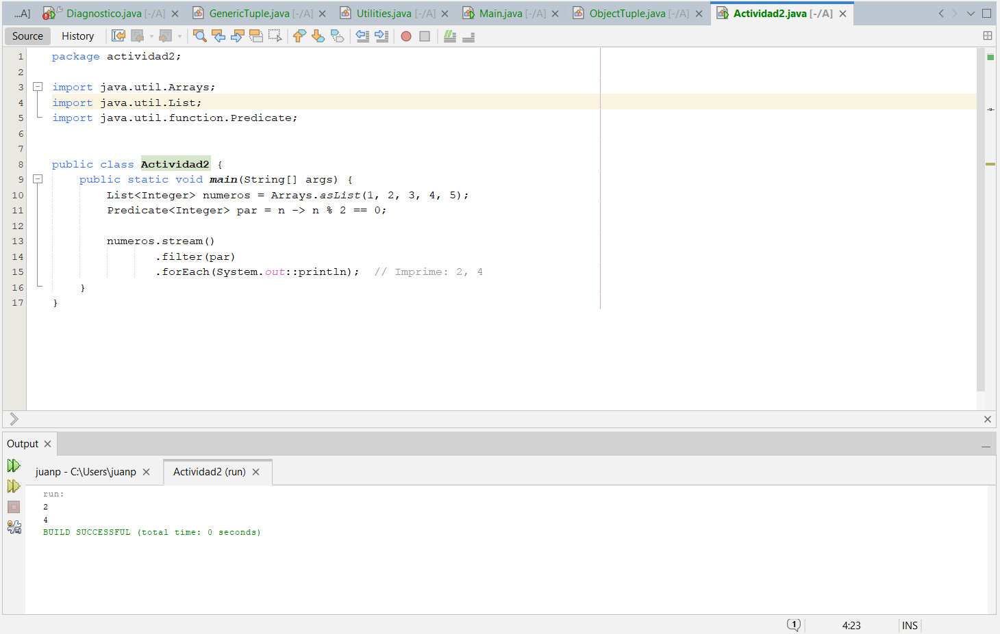 ...A] Diagnostico.java [-/A] GenericTuple.java [-/A] Utilities.java [-/A] Main.java [-/A] ObjectTuple.java [-/A] Actividad2.java [-/A]
Source History
1 package actividad2;
2
3 import java.util.Arrays;
4 import java.util.List;
5 import java.util.function.Predicate;
6
7
8 public class Actividad2 {
9 public static void main(String[] args) {
10 List<Integer> numeros = Arrays.asList(1, 2, 3, 4, 5);
11 Predicate<Integer> par = n -> n % 2 == 0;
12
13 numeros.stream()
14 .filter(par)
15 .forEach(System.out::println); // Imprime: 2, 4
16 }
17 }
Output
juanp - C:\Users\juanp Actividad2 (run)
run:
2
4
BUILD SUCCESSFUL (total time: 0 seconds)
1 4:23 INS